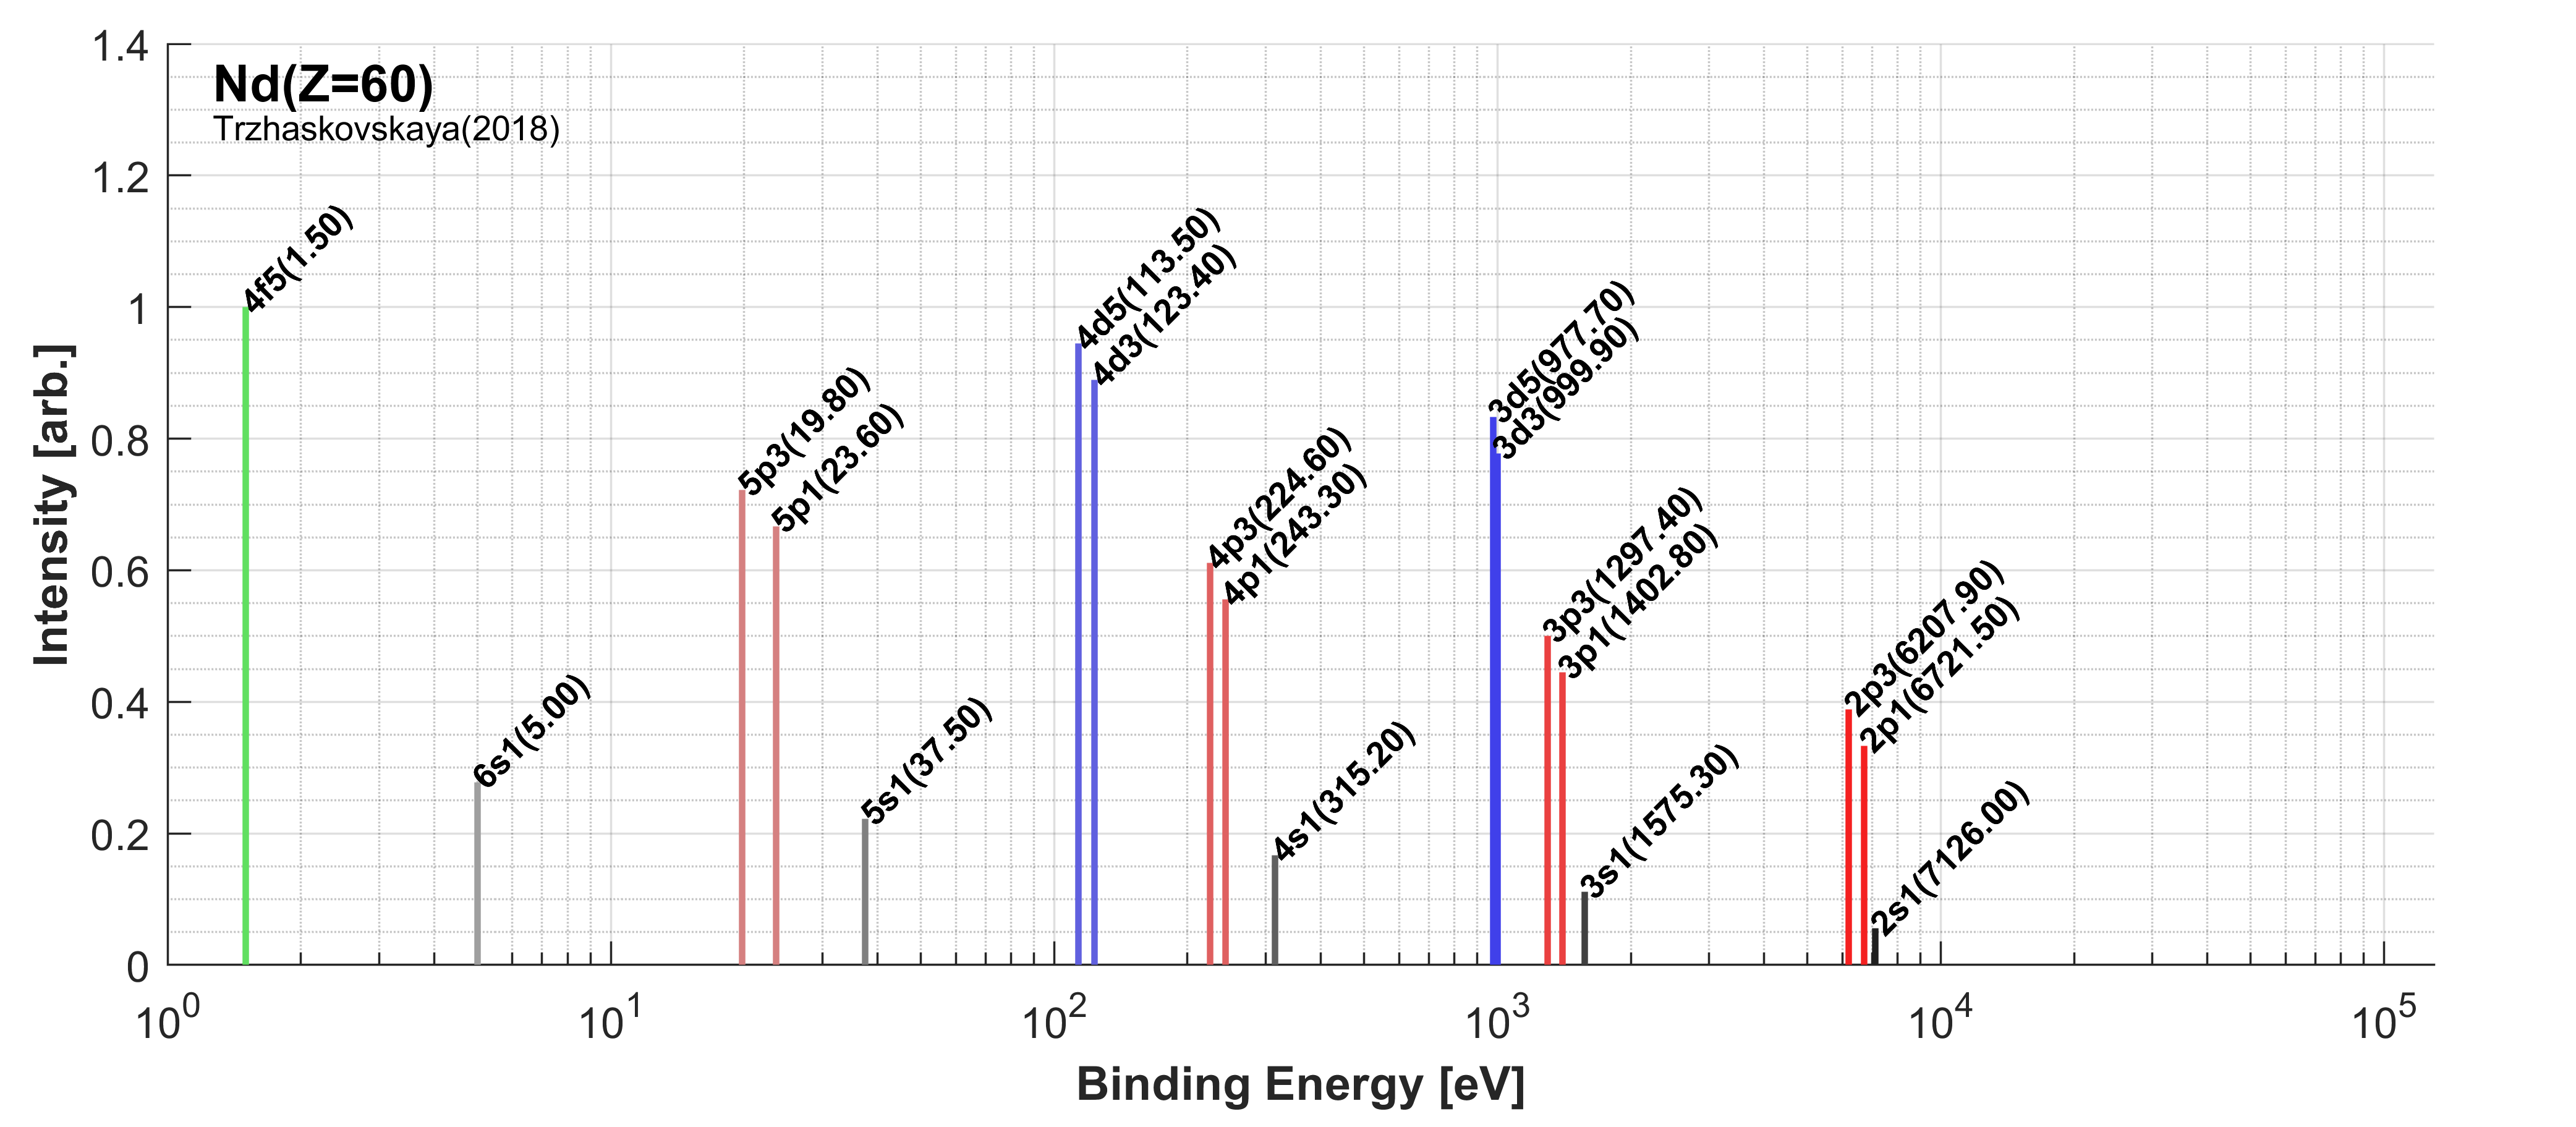 Nd(Z=60)
Trzhaskovskaya(2018)
Intensity [arb.]
1.4
1.2
1
0.8
0.6
0.4
0.2
0
4f5(1.50)
6s1(5.00)
5p3(19.80)
5p1(23.60)
5s1(37.50)
4d5(113.50)
4d3(123.40)
4p3(224.60)
4p1(243.30)
4s1(315.20)
3d5(977.70)
3d3(999.90)
3p3(1297.40)
3p1(1402.80)
3s1(1575.30)
2p3(6207.90)
2p1(6721.50)
2s1(7126.00)
10^0
10^1
10^2
10^3
10^4
10^5
Binding Energy [eV]